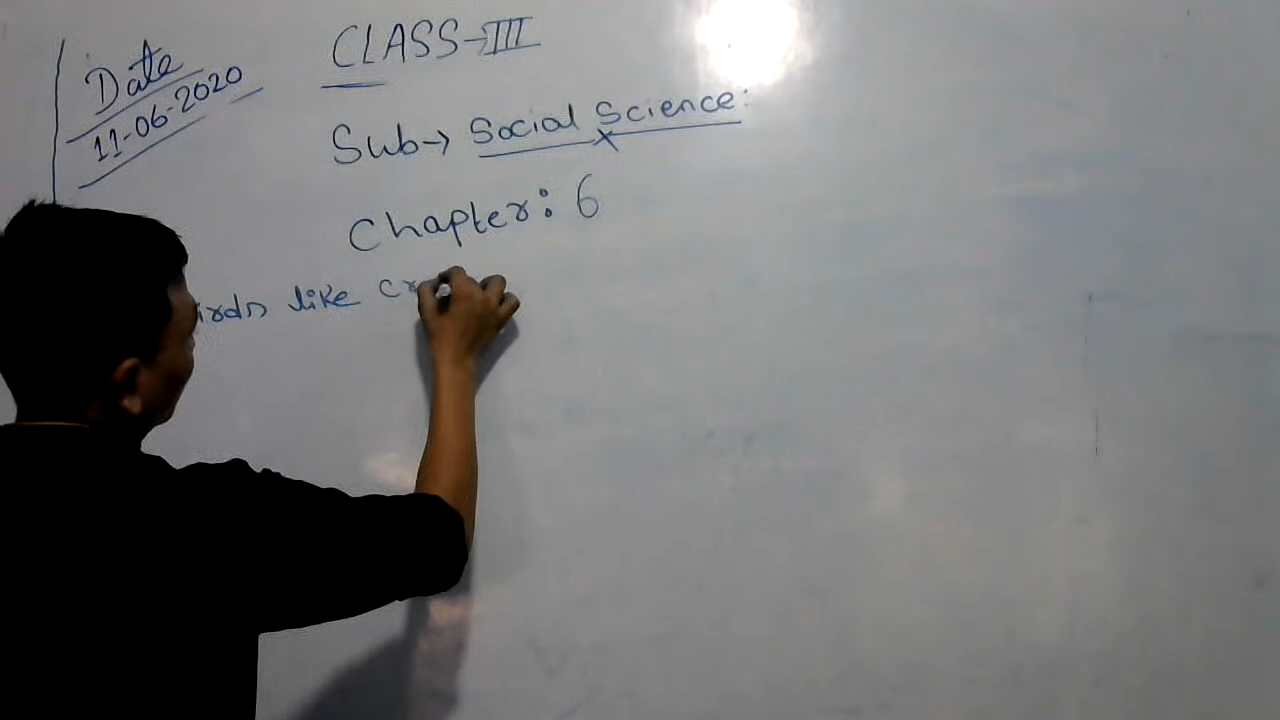 Date
11-06-2020
CLASS-III
Sub→ Social Science:
Chapter: 6
like